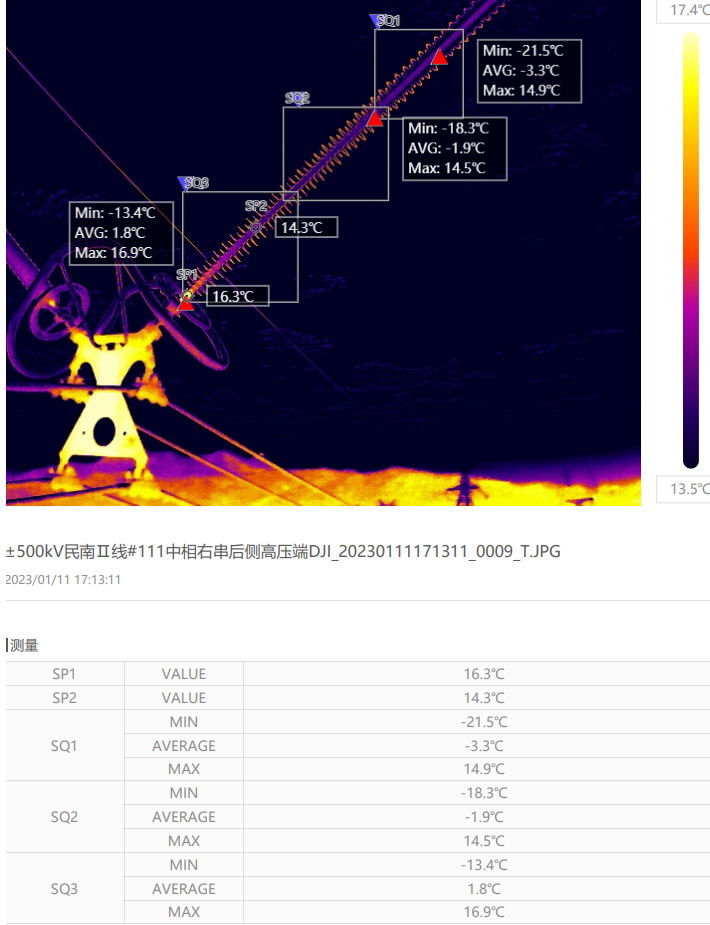 17.4℃
SQ1
Min: -21.5℃
AVG: -3.3℃
Max: 14.9℃
SQ2
Min: -18.3℃
AVG: -1.9℃
Max: 14.5℃
SQ3
Min: -13.4℃
AVG: 1.8℃
Max: 16.9℃
SP2
14.3℃
SP1
16.3℃
13.5℃
±500kV民南Ⅱ线#111中相右串后侧高压端DJI_20230111171311_0009_T.JPG
2023/01/11 17:13:11
测量
SP1 VALUE 16.3℃
SP2 VALUE 14.3℃
SQ1
MIN -21.5℃
AVERAGE -3.3℃
MAX 14.9℃
SQ2
MIN -18.3℃
AVERAGE -1.9℃
MAX 14.5℃
SQ3
MIN -13.4℃
AVERAGE 1.8℃
MAX 16.9℃